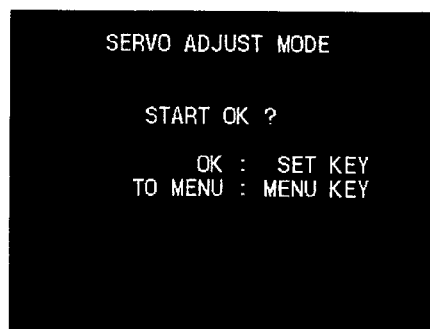 SERVO ADJUST MODE
START OK ?
OK : SET KEY
TO MENU : MENU KEY